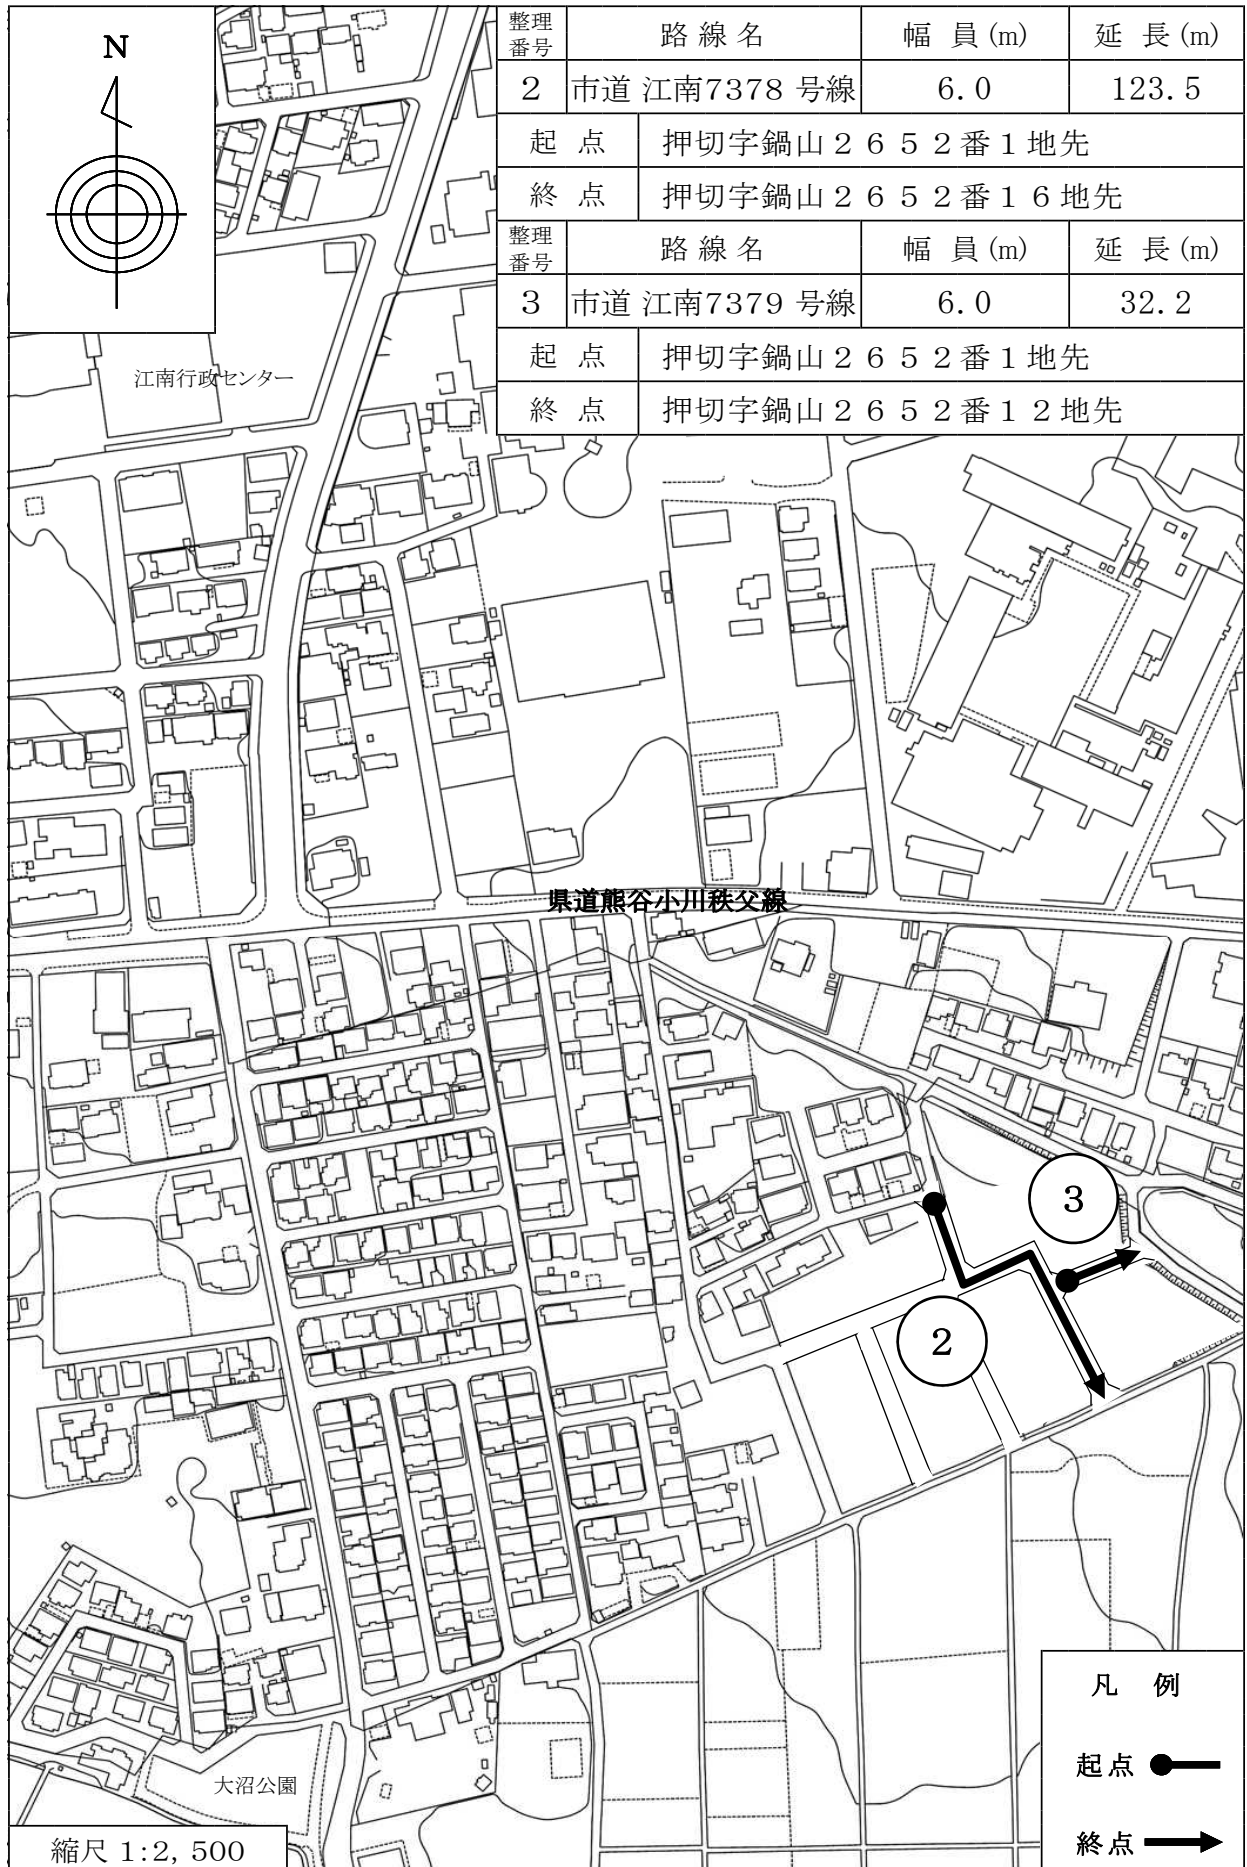 N
整理番号 路線名 幅員(m) 延長(m)
2 市道 江南7378 号線 6.0 123.5
起点 押切字鍋山２６５２番１地先
終点 押切字鍋山２６５２番１６地先
整理番号 路線名 幅員(m) 延長(m)
3 市道 江南7379 号線 6.0 32.2
起点 押切字鍋山２６５２番１地先
終点 押切字鍋山２６５２番１２地先
江南行政センター
県道熊谷小川秩父線
3
2
大沼公園
凡例
起点
終点
縮尺 1:2,500